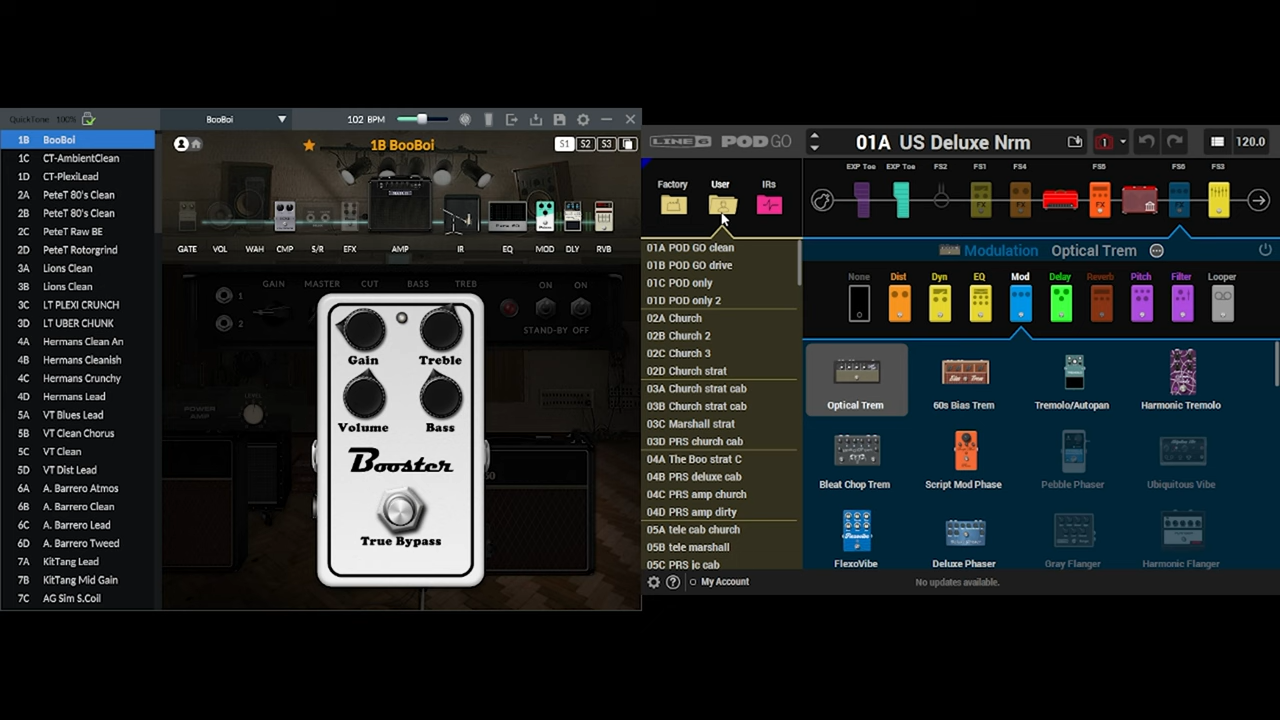 QuickTone 100%
BooBoi
102 BPM
1B BooBoi
1C CT-AmbientClean
1D CT-PlexiLead
2A PeteT 80's Clean
2B PeteT 80's Clean
2C PeteT Raw BE
2D PeteT Rotorgrind
3A Lions Clean
3B Lions Clean
3C LT PLEXI CRUNCH
3D LT UBER CHUNK
4A Hermans Clean An
4B Hermans Cleanish
4C Hermans Crunchy
4D Hermans Lead
5A VT Blues Lead
5B VT Clean Chorus
5C VT Clean
5D VT Dist Lead
6A A. Barrero Atmos
6B A. Barrero Clean
6C A. Barrero Lead
6D A. Barrero Tweed
7A KitTang Lead
7B KitTang Mid Gain
7C AG Sim S.Coil
1B BooBoi
S1 S2 S3
GATE VOL WAH CMP S/R EFX AMP IR EQ MOD DLY RVB
GAIN MASTER CUT BASS TREB ON ON
1
2
STAND-BY OFF
POWER AMP
LEVEL
Gain Treble
Volume Bass
Booster
True Bypass
LINE 6 POD GO
01A US Deluxe Nrm
1
120.0
Factory User IRs
EXP Toe EXP Toe FS2 FS1 FS4 FS5 FS6 FS3
FX FX FX FX
01A POD GO clean
01B POD GO drive
01C POD only
01D POD only 2
02A Church
02B Church 2
02C Church 3
02D Church strat
03A Church strat cab
03B Church strat cab
03C Marshall strat
03D PRS church cab
04A The Boo strat C
04B PRS deluxe cab
04C PRS amp church
04D PRS amp dirty
05A tele cab church
05B tele marshall
05C PRS jc cab
Modulation Optical Trem
None Dist Dyn EQ Mod Delay Reverb Pitch Filter Looper
Optical Trem 60s Bias Trem Tremolo/Autopan Harmonic Tremolo
Bleat Chop Trem Script Mod Phase Pebble Phaser Ubiquitous Vibe
FlexoVibe Deluxe Phaser Gray Flanger Harmonic Flanger
My Account
No updates available.